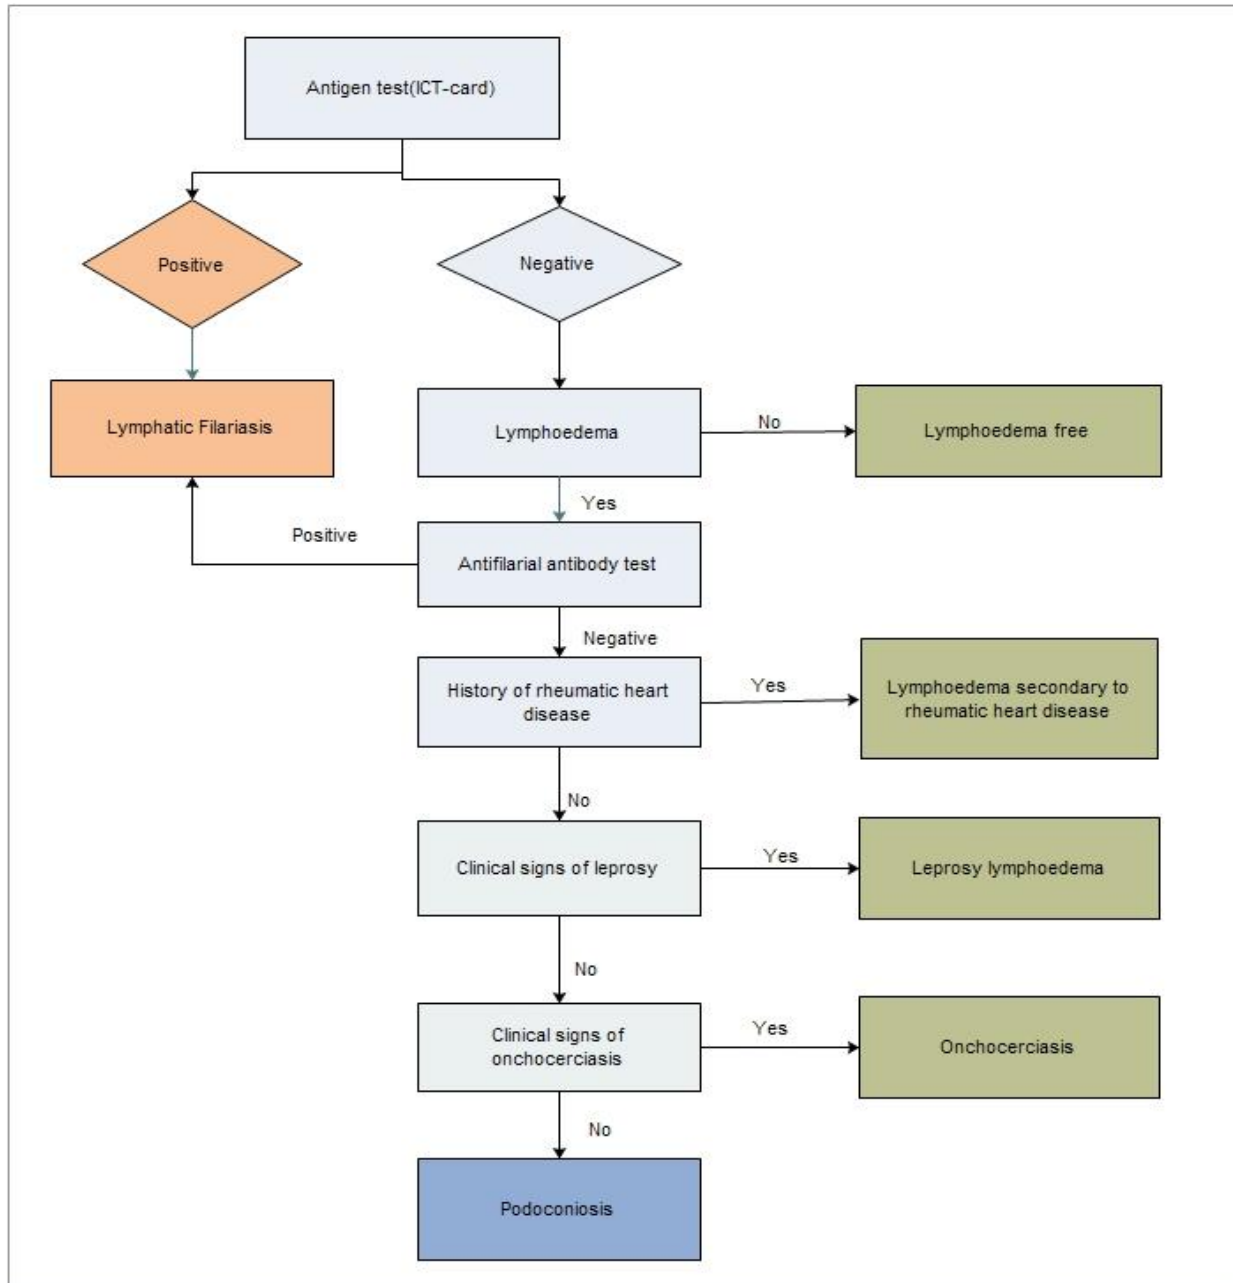 Antigen test(ICT-card)
Positive
Negative
Lymphatic Filariasis
Lymphoedema
No
Lymphoedema free
Yes
Positive
Antifilarial antibody test
Negative
History of rheumatic heart
disease
Yes
Lymphoedema secondary to
rheumatic heart disease
No
Clinical signs of leprosy
Yes
Leprosy lymphoedema
No
Clinical signs of
onchocerciasis
Yes
Onchocerciasis
No
Podoconiosis